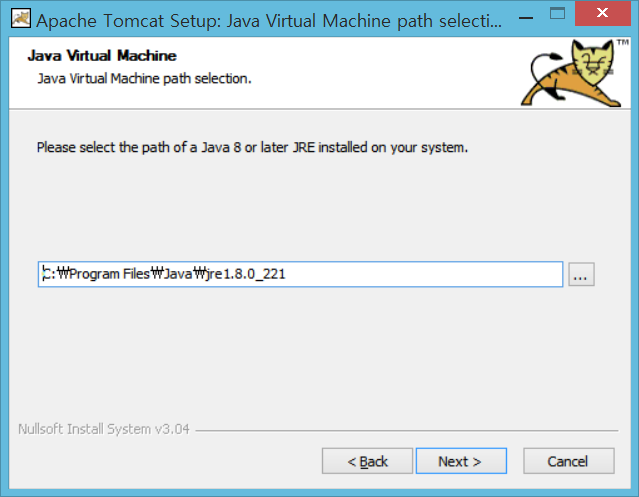 Apache Tomcat Setup: Java Virtual Machine path selecti...
Java Virtual Machine
Java Virtual Machine path selection.
TM
Please select the path of a Java 8 or later JRE installed on your system.
C:₩Program Files₩Java₩jre1.8.0_221
...
Nullsoft Install System v3.04
< Back
Next >
Cancel